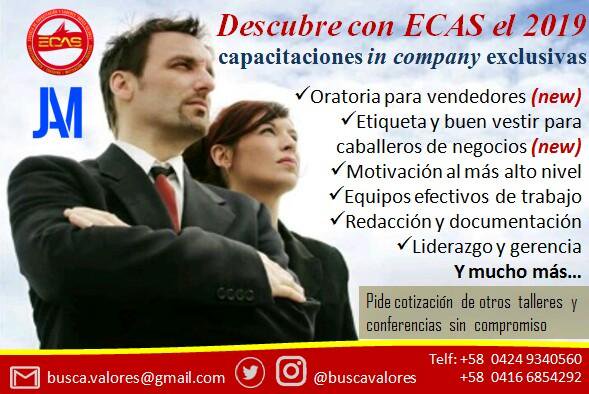 Descubre con ECAS el 2019
capacitaciones in company exclusivas
ECAS
JAM
✓Oratoria para vendedores (new)
✓Etiqueta y buen vestir para
caballeros de negocios (new)
✓Motivación al más alto nivel
✓Equipos efectivos de trabajo
✓Redacción y documentación
✓Liderazgo y gerencia
Y mucho más...
Pide cotización de otros talleres y
conferencias sin compromiso
busca.valores@gmail.com
@buscavalores
Telf: +58 0424 9340560
+58 0416 6854292